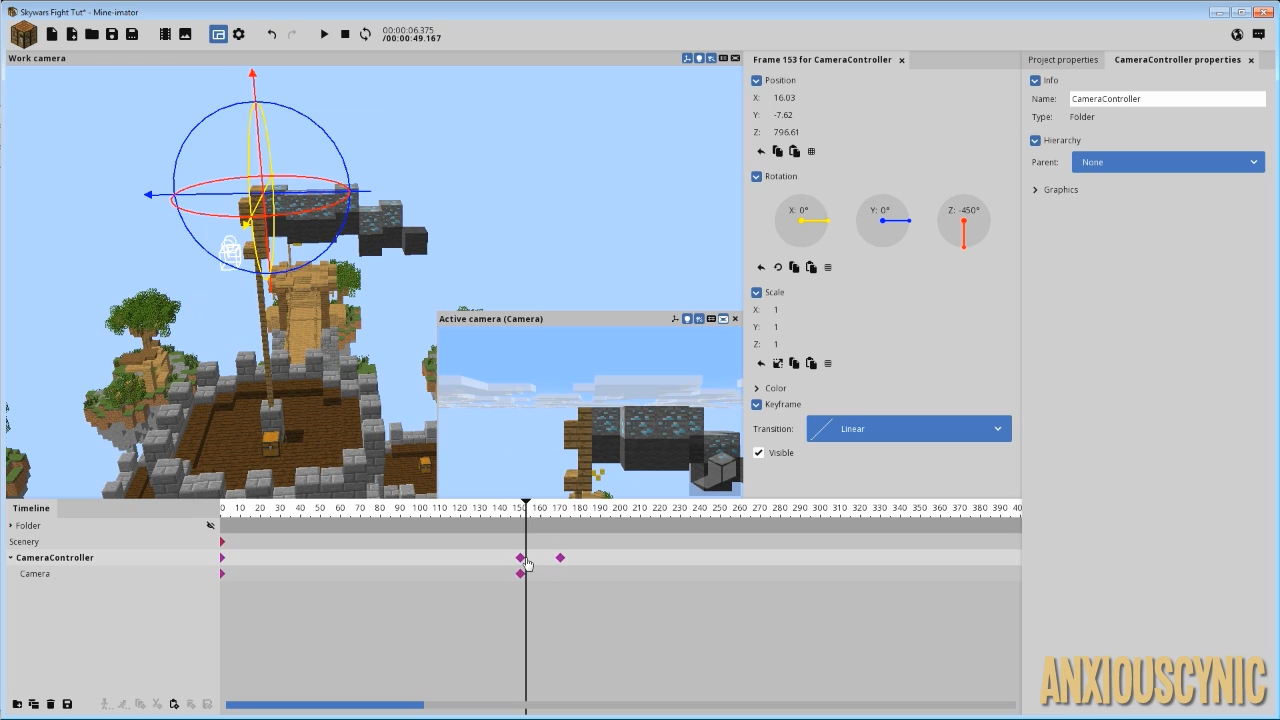 Skywars Fight Tut* - Mine-imator
00:00:06.375
/00:00:49.167
Work camera
Frame 153 for CameraController
Project properties
CameraController properties
Position
X: 16.03
Y: -7.62
Z: 796.61
Rotation
X: 0°
Y: 0°
Z: -450°
Scale
X: 1
Y: 1
Z: 1
Color
Keyframe
Transition: Linear
Visible
Info
Name: CameraController
Type: Folder
Hierarchy
Parent: None
Graphics
Active camera (Camera)
Timeline
0 10 20 30 40 50 60 70 80 90 100 110 120 130 140 150 160 170 180 190 200 210 220 230 240 250 260 270 280 290 300 310 320 330 340 350 360 370 380 390 40
Folder
Scenery
CameraController
Camera
ANXIOUSCYNIC